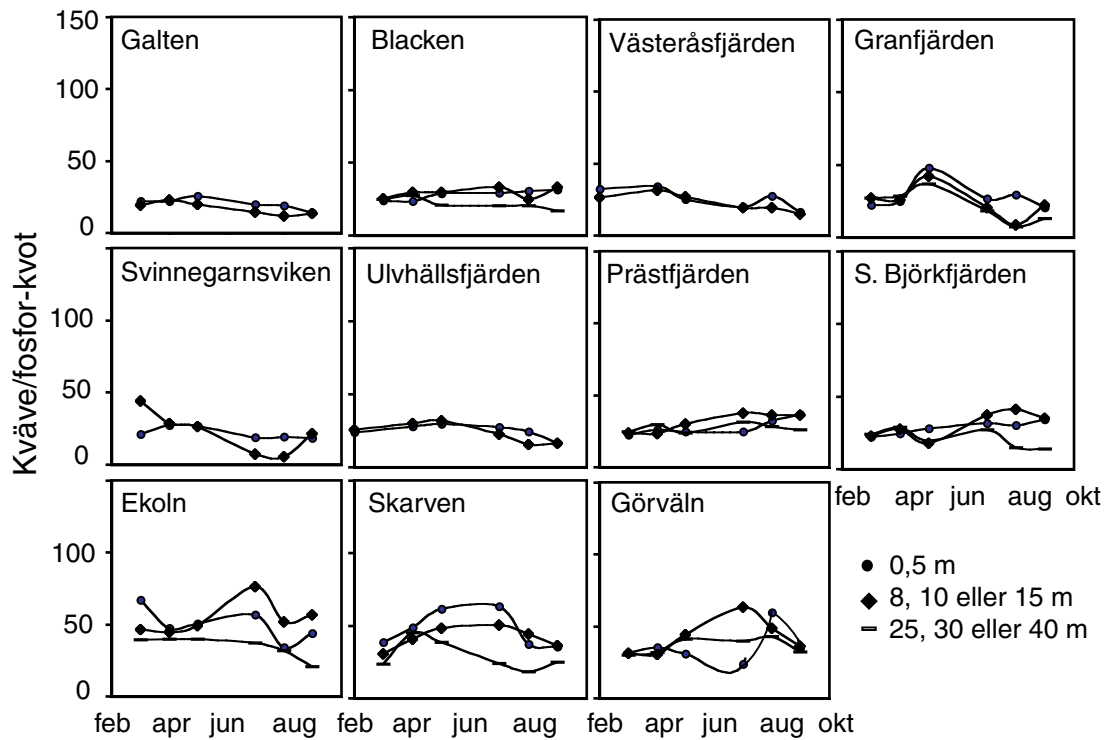 Kväve/fosfor-kvot
150
100
50
0
Galten
Blacken
Västeråsfjärden
Granfjärden
100
50
0
Svinnegarnsviken
Ulvhällsfjärden
Prästfjärden
S. Björkfjärden
feb apr jun aug okt
100
50
0
Ekoln
Skarven
Görväln
0,5 m
8, 10 eller 15 m
25, 30 eller 40 m
feb apr jun aug feb apr jun aug feb apr jun aug okt